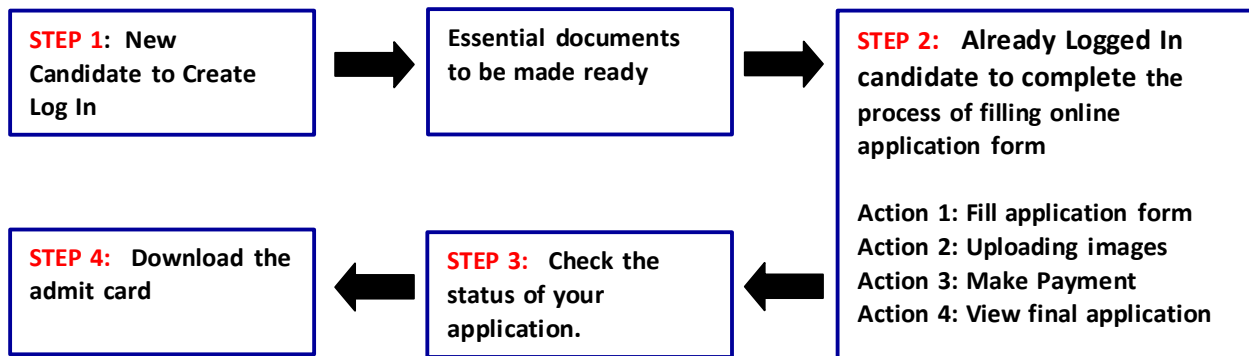 STEP 1: New
Candidate to Create
Log In
Essential documents
to be made ready
STEP 2: Already Logged In
candidate to complete the
process of filling online
application form
Action 1: Fill application form
Action 2: Uploading images
Action 3: Make Payment
Action 4: View final application
STEP 3: Check the
status of your
application.
STEP 4: Download the
admit card